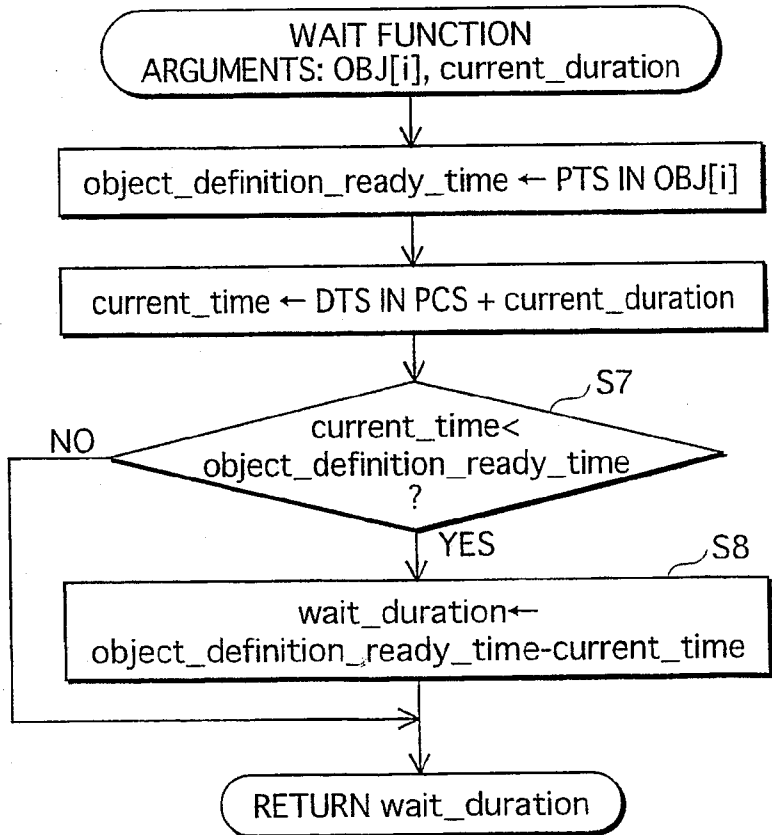 WAIT FUNCTION
ARGUMENTS: OBJ[i], current_duration
object_definition_ready_time ← PTS IN OBJ[i]
current_time ← DTS IN PCS + current_duration
S7
NO
current_time<
object_definition_ready_time
?
YES
S8
wait_duration←
object_definition_ready_time-current_time
RETURN wait_duration